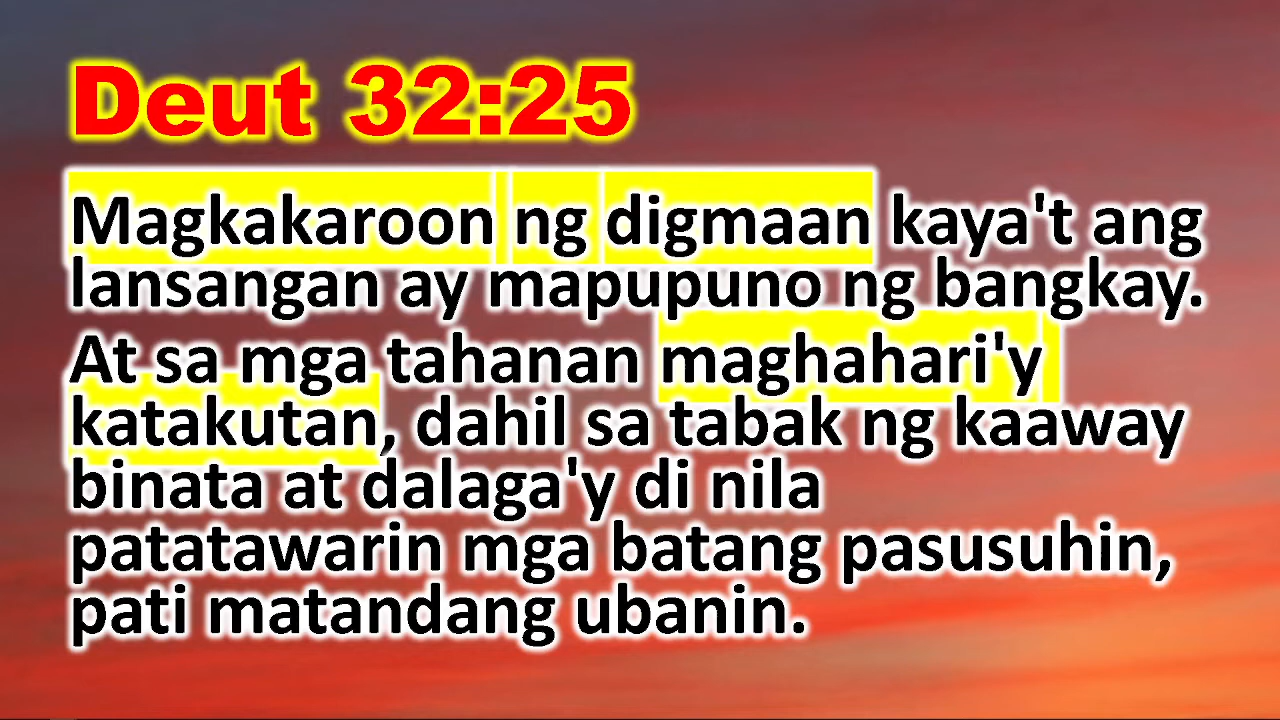 Deut 32:25
Magkakaroon ng digmaan kaya't ang
lansangan ay mapupuno ng bangkay.
At sa mga tahanan maghahari'y
katakutan, dahil sa tabak ng kaaway
binata at dalaga'y di nila
patatawarin mga batang pasusuhin,
pati matandang ubanin.